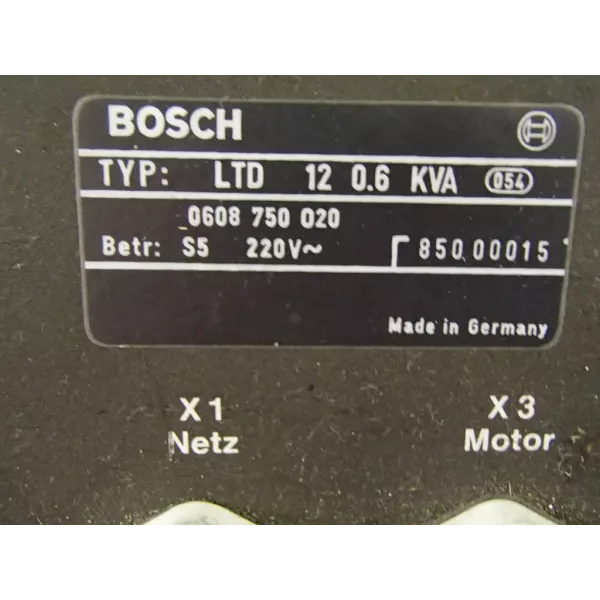 BOSCH
TYP: LTD 12 0.6 KVA 054
0608 750 020
Betr: S5 220V~ 850 00015
Made in Germany
X1 X3
Netz Motor